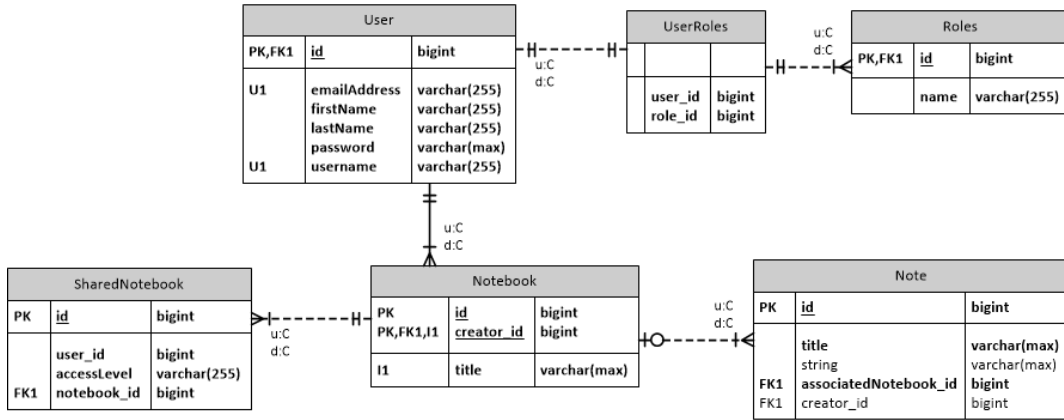 User
PK,FK1 id bigint
U1 emailAddress varchar(255)
firstName varchar(255)
lastName varchar(255)
password varchar(max)
U1 username varchar(255)
u:C
d:C
UserRoles
user_id bigint
role_id bigint
u:C
d:C
Roles
PK,FK1 id bigint
name varchar(255)
u:C
d:C
SharedNotebook
PK id bigint
user_id bigint
accessLevel varchar(255)
FK1 notebook_id bigint
u:C
d:C
Notebook
PK id bigint
PK,FK1,I1 creator_id bigint
I1 title varchar(max)
u:C
d:C
Note
PK id bigint
title varchar(max)
string varchar(max)
FK1 associatedNotebook_id bigint
FK1 creator_id bigint